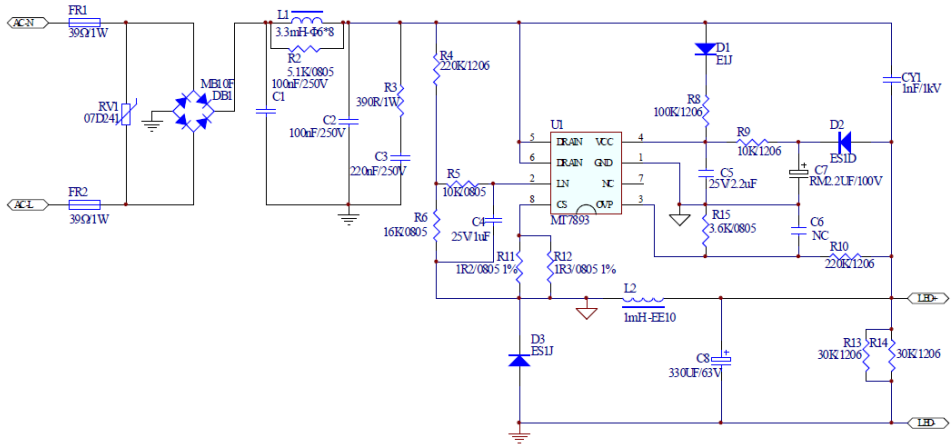 AC-N
FR1
39Ω/1W
RV1
07D241
FR2
39Ω/1W
AC-L
MB10F
DB1
L1
3.3mH-Φ6*8
R2
5.1K/0805
100nF/250V
C1
C2
100nF/250V
R3
390R/1W
C3
220nF/250V
R4
220K/1206
R5
10K/0805
R6
16K/0805
C4
25V/1uF
U1
5
DRAIN
VCC
4
6
DRAIN
GND
1
2
LN
NC
7
8
CS
OVP
3
MT7893
R11
1R2/0805 1%
R12
1R3/0805 1%
D1
E1J
R8
100K/1206
R9
10K/1206
D2
ES1D
CY1
1nF/1kV
C5
25V2.2uF
C7
RM2.2UF/100V
R15
3.6K/0805
C6
NC
R10
220K/1206
L2
1mH-EE10
LED+
D3
ES1J
C8
330UF/63V
R13
30K/1206
R14
30K/1206
LED-